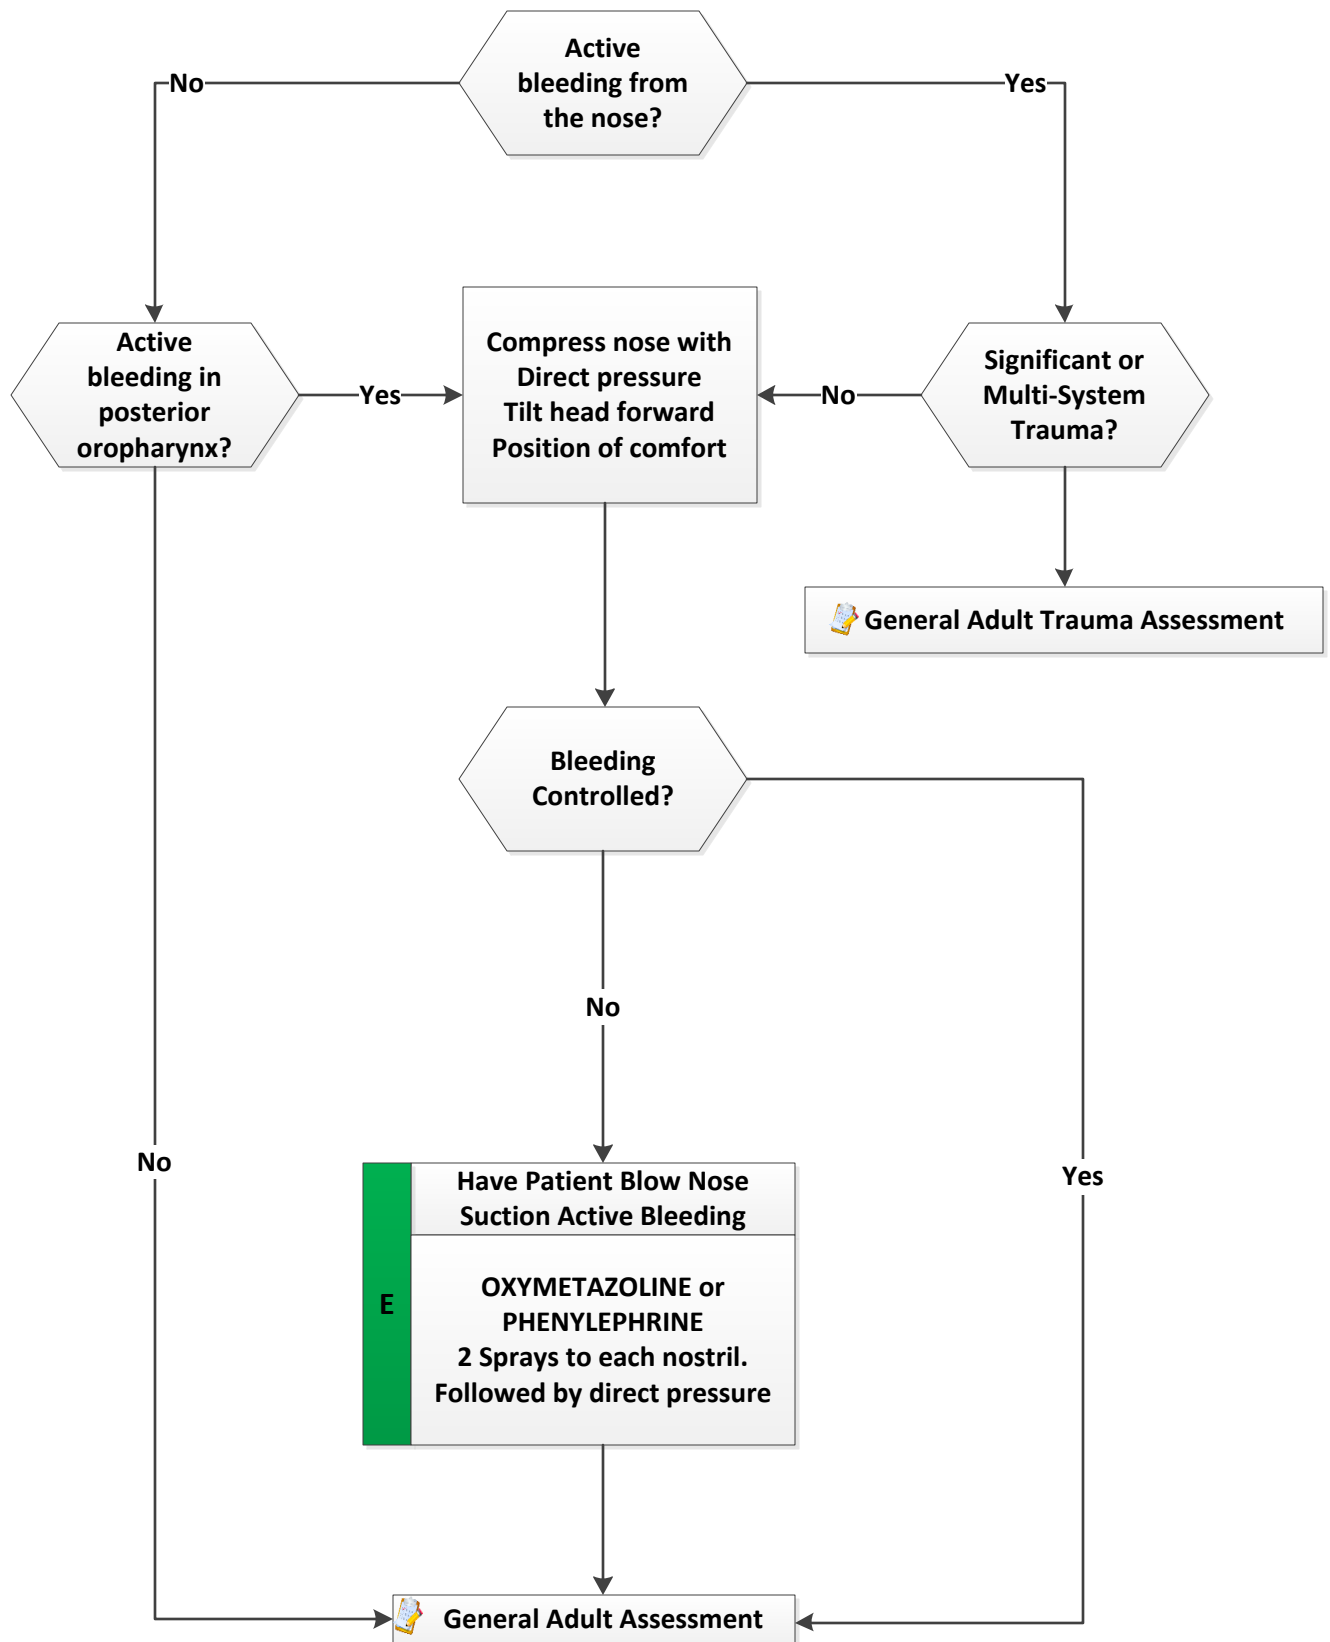 Active
bleeding from
the nose?
No
Yes
Active
bleeding in
posterior
oropharynx?
Yes
Compress nose with
Direct pressure
Tilt head forward
Position of comfort
No
Significant or
Multi-System
Trauma?
General Adult Trauma Assessment
Bleeding
Controlled?
No
No
Yes
E
Have Patient Blow Nose
Suction Active Bleeding
OXYMETAZOLINE or
PHENYLEPHRINE
2 Sprays to each nostril.
Followed by direct pressure
General Adult Assessment